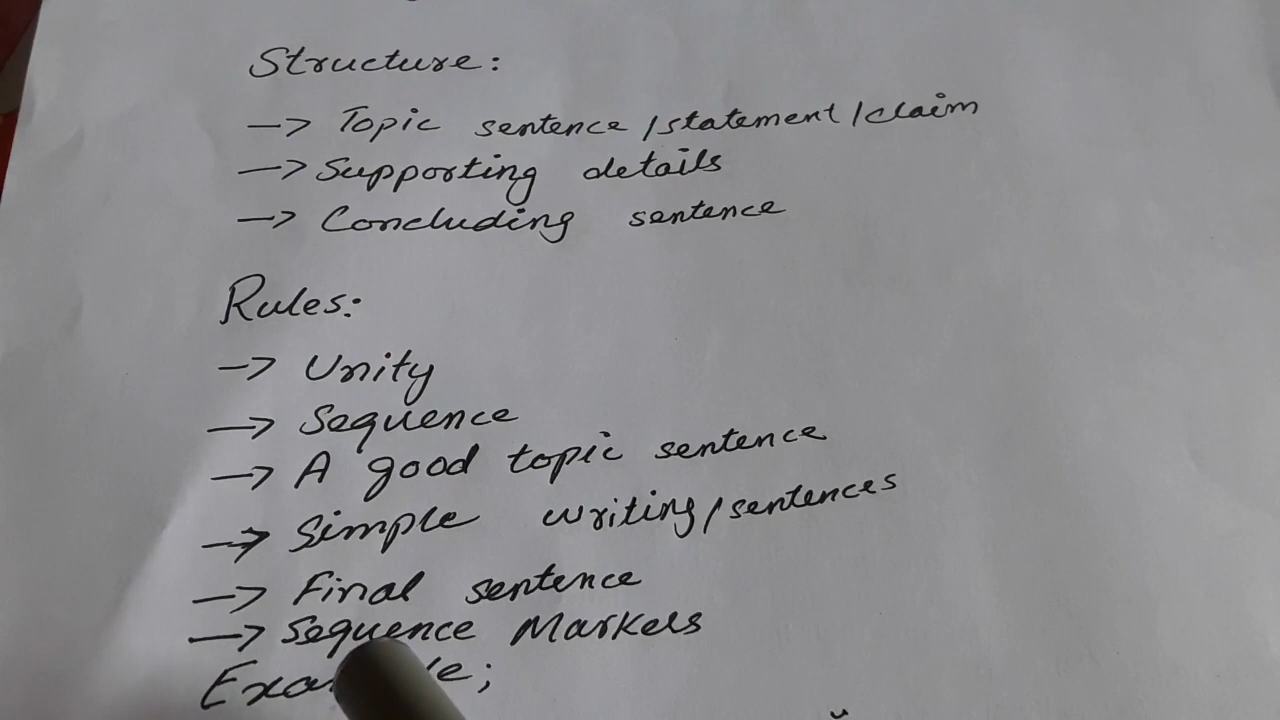 Structure:
→ Topic sentence/statement/claim
→ Supporting details
→ Concluding sentence
Rules:
→ Unity
→ Sequence
→ A good topic sentence
→ Simple writing/sentences
→ Final sentence
→ Sequence Markers